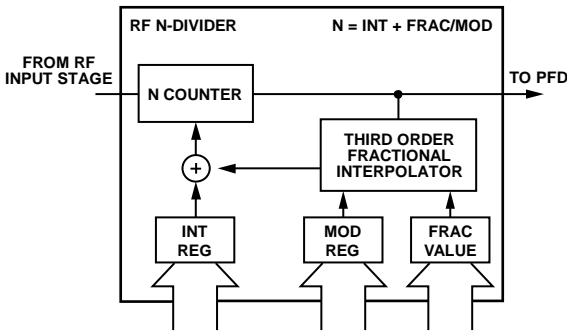 RF N-DIVIDER
N = INT + FRAC/MOD
FROM RF
INPUT STAGE
TO PFD
N COUNTER
THIRD ORDER
FRACTIONAL
INTERPOLATOR
+
INT
REG
MOD
REG
FRAC
VALUE